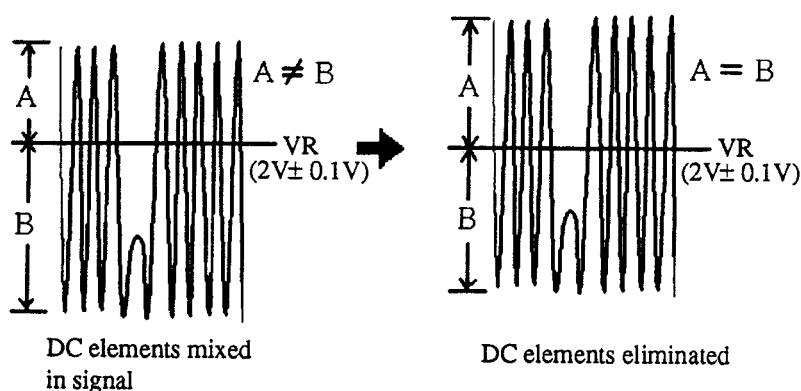 A
B
A ≠ B
VR
(2V± 0.1V)
DC elements mixed
in signal
A
B
A = B
VR
(2V± 0.1V)
DC elements eliminated